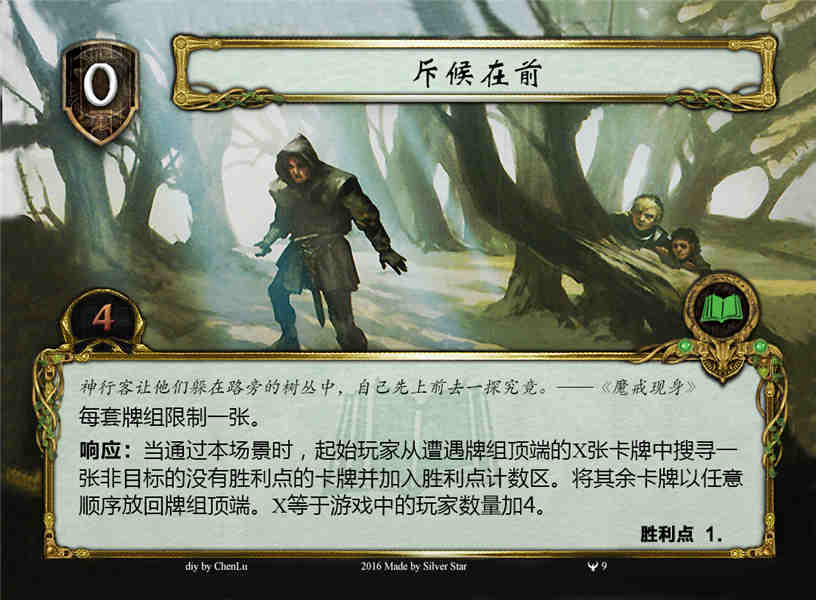 0
斥候在前
4
神行客让他们躲在路旁的树丛中，自己先上前去一探究竟。——《魔戒现身》
每套牌组限制一张。
响应：当通过本场景时，起始玩家从遭遇牌组顶端的X张卡牌中搜寻一
张非目标的没有胜利点的卡牌并加入胜利点计数区。将其余卡牌以任意
顺序放回牌组顶端。X等于游戏中的玩家数量加4。
胜利点 1.
diy by ChenLu
2016 Made by Silver Star
9